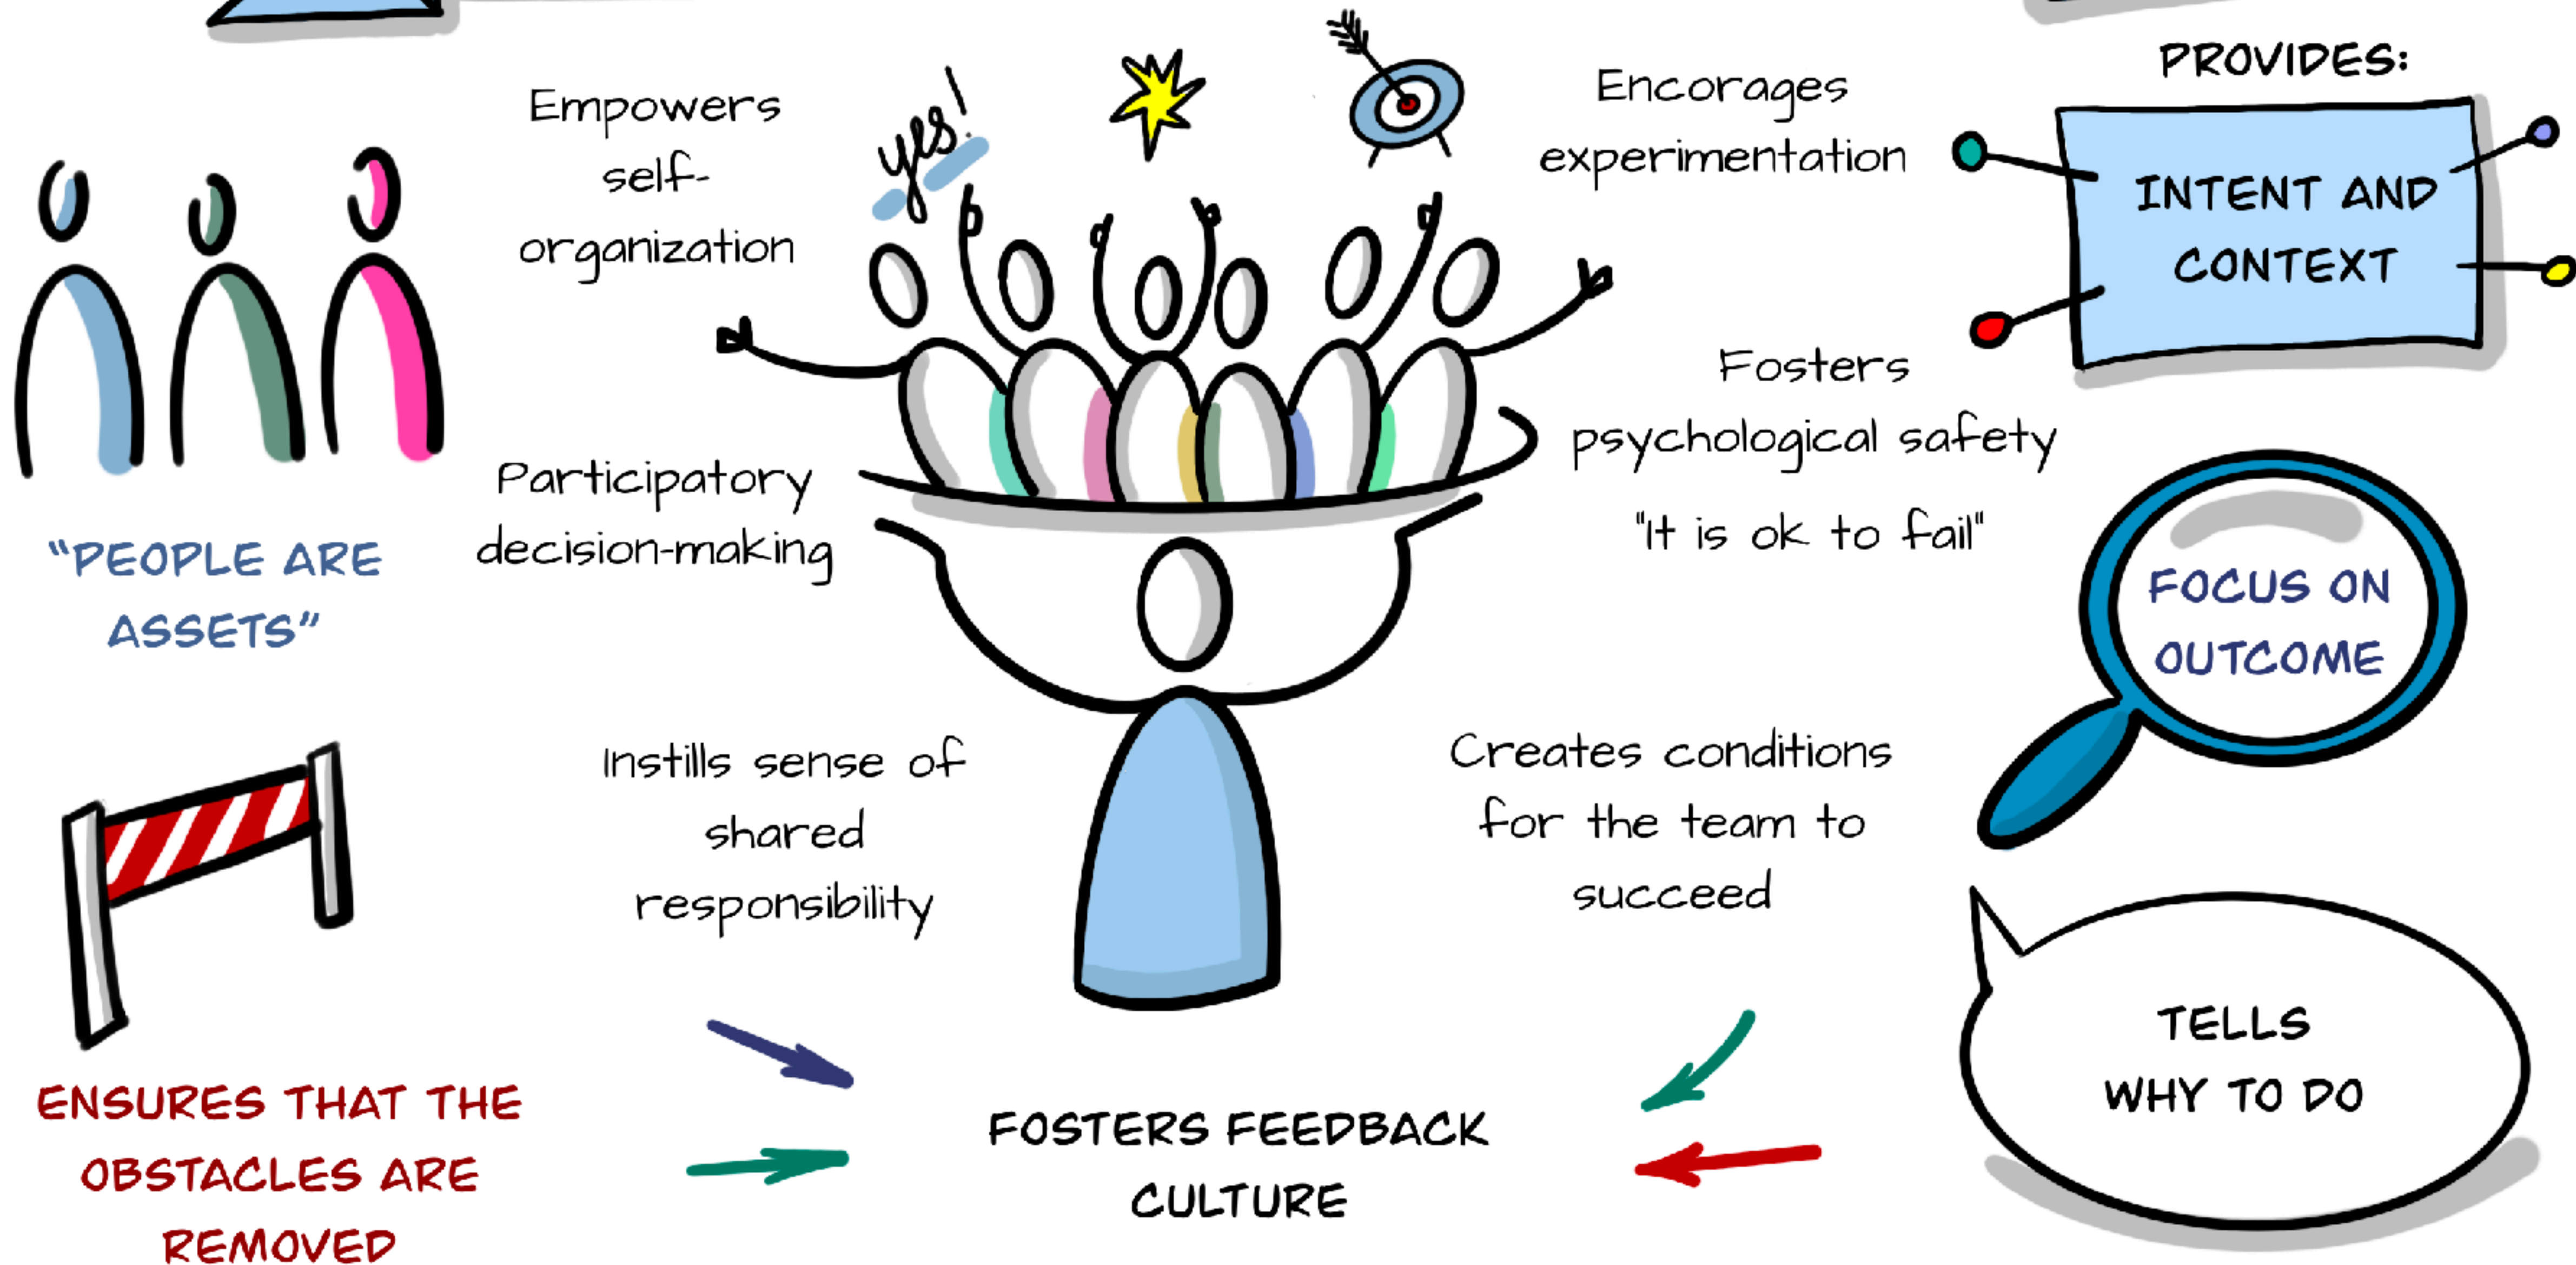 Empowers
self-
organization
yes!
Encorages
experimentation
PROVIDES:
INTENT AND
CONTEXT
"PEOPLE ARE
ASSETS"
Participatory
decision-making
Fosters
psychological safety
"It is ok to fail"
FOCUS ON
OUTCOME
Instills sense of
shared
responsibility
Creates conditions
for the team to
succeed
ENSURES THAT THE
OBSTACLES ARE
REMOVED
FOSTERS FEEDBACK
CULTURE
TELLS
WHY TO DO